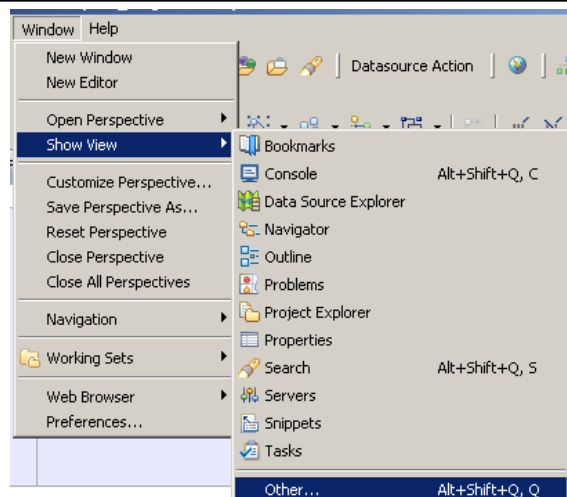 Window Help
New Window
New Editor
Datasource Action
Open Perspective
Show View
Customize Perspective...
Save Perspective As...
Reset Perspective
Close Perspective
Close All Perspectives
Navigation
Working Sets
Web Browser
Preferences...
Bookmarks
Console Alt+Shift+Q, C
Data Source Explorer
Navigator
Outline
Problems
Project Explorer
Properties
Search Alt+Shift+Q, S
Servers
Snippets
Tasks
Other... Alt+Shift+Q, Q